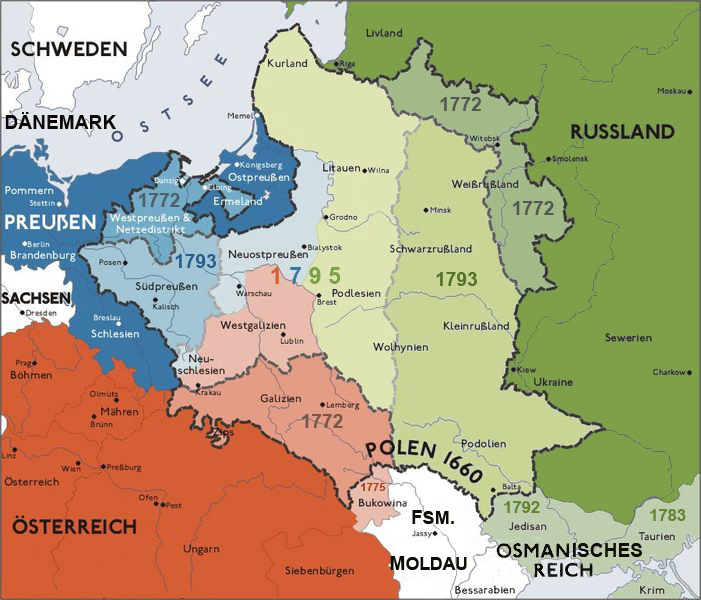 Livland
SCHWEDEN
Kurland
Riga
OSTSEE
Moskau
1772
DÄNEMARK
Memel
RUSSLAND
Witebsk
Smolensk
Königsberg
Litauen
Wilna
Danzig
Ostpreußen
Weißrußland
Pommern
Elbing
1772
Ermeland
Stettin
Minsk
1772
Westpreußen &
Netzedistrikt
Grodno
PREUßEN
Berlin
Bialystok
Schwarzrußland
Brandenburg
Neuostpreußen
Posen
1793
1795
1793
Südpreußen
Warschau
Podlesien
SACHSEN
Kalisch
Brest
Dresden
Breslau
Westgalizien
Kleinrußland
Schlesien
Lublin
Sewerien
Wolhynien
Neu-
schlesien
Prag
Böhmen
Kiew
Charkow
Ukraine
Krakau
Olmütz
Galizien
Lemberg
Mähren
Brünn
1772
Zips
Podolien
POLEN 1660
Linz
Wien
Preßburg
Österreich
1775
Balta
Ofen
Pest
Bukowina
1792
1783
FSM.
Jedisan
ÖSTERREICH
Jassy
Taurien
Ungarn
OSMANISCHES
REICH
MOLDAU
Siebenbürgen
Bessarabien
Krim